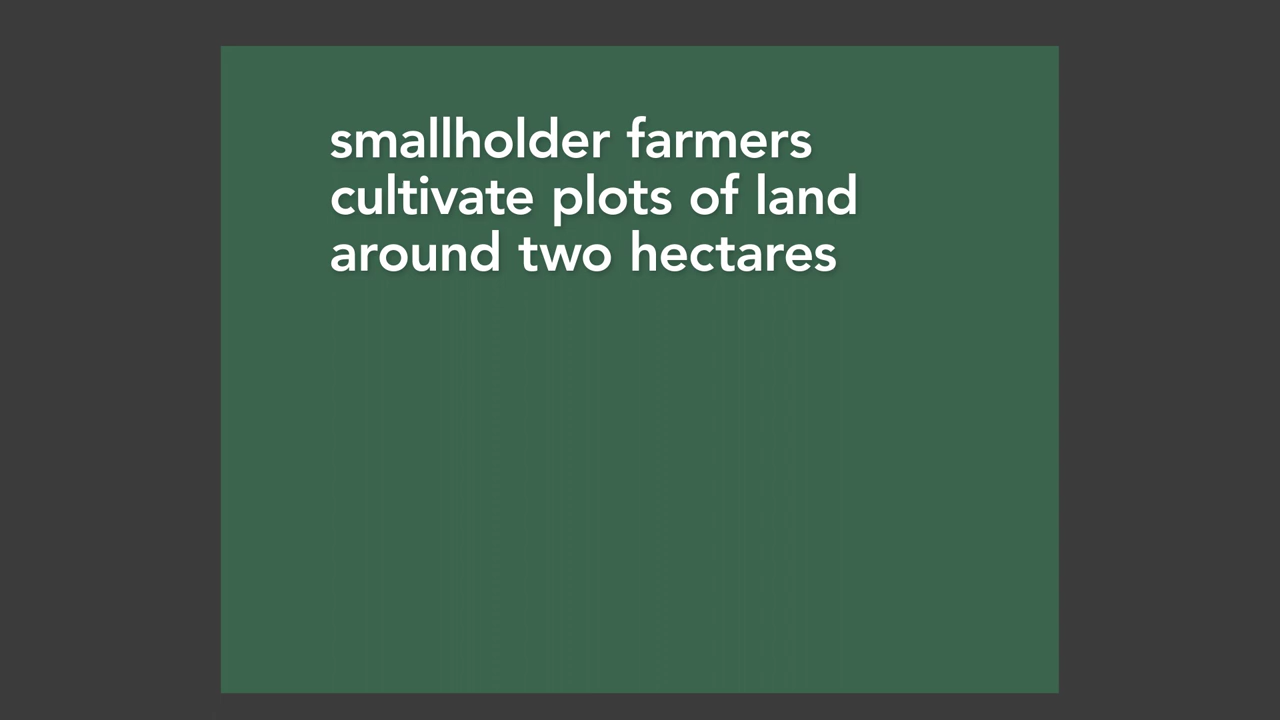 smallholder farmers
cultivate plots of land
around two hectares